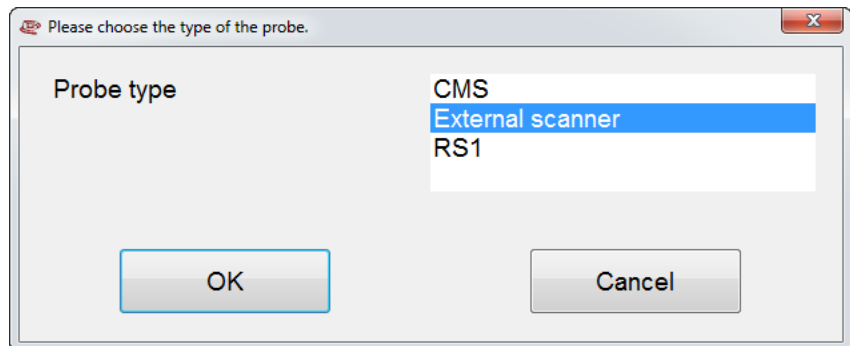 Please choose the type of the probe.
Probe type
CMS
External scanner
RS1
OK
Cancel